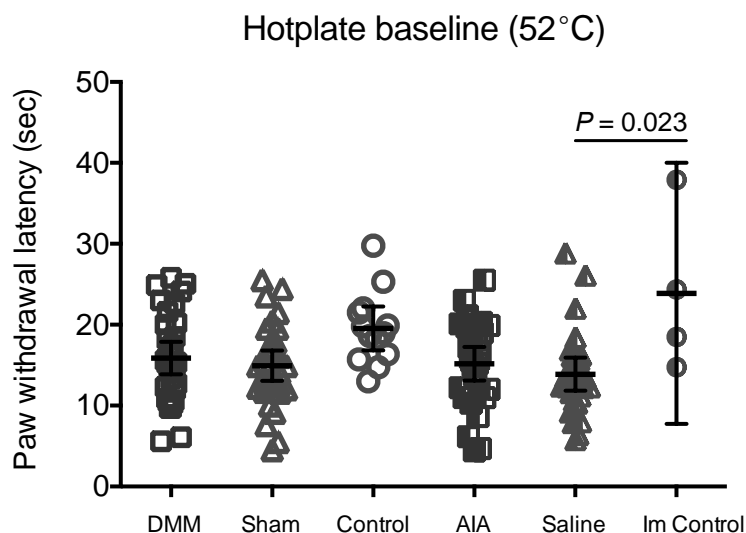 Hotplate baseline (52°C)
Paw withdrawal latency (sec)
50
40
30
20
10
0
P = 0.023
DMM Sham Control AIA Saline Im Control